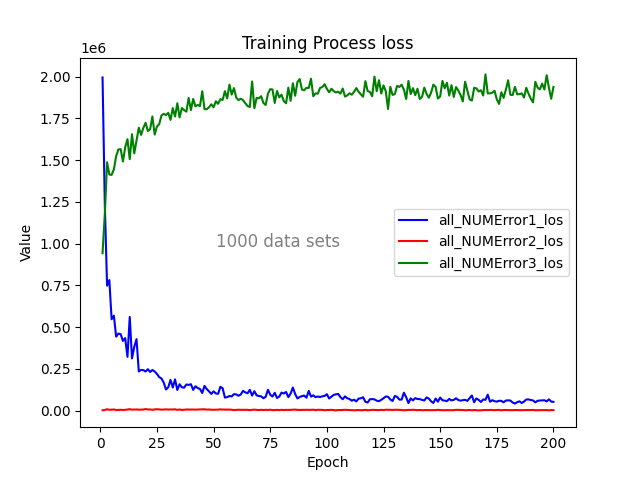 Training Process loss
1e6
2.00
1.75
1.50
1.25
1.00
0.75
0.50
0.25
0.00
Value
1000 data sets
all_NUMError1_los
all_NUMError2_los
all_NUMError3_los
0 25 50 75 100 125 150 175 200
Epoch